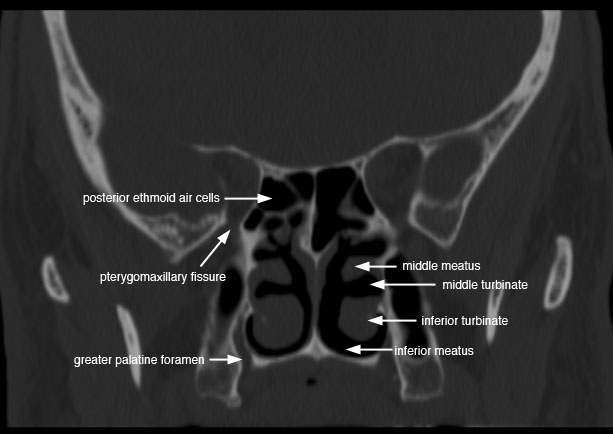 posterior ethmoid air cells
pterygomaxillary fissure
middle meatus
middle turbinate
inferior turbinate
inferior meatus
greater palatine foramen